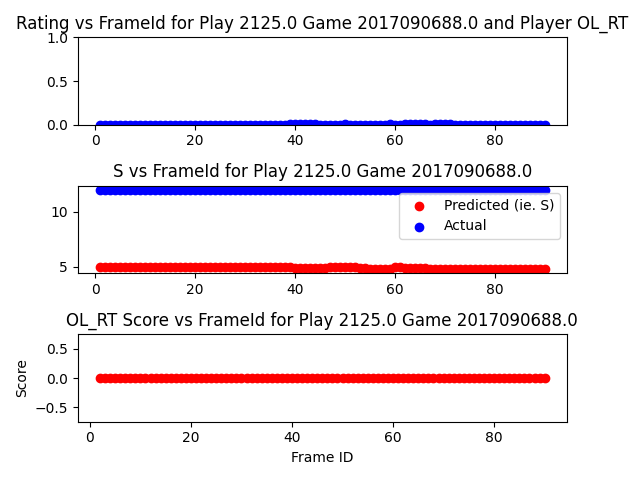 Rating vs FrameId for Play 2125.0 Game 2017090688.0 and Player OL_RT
1.0
0.5
0.0
0 20 40 60 80
S vs FrameId for Play 2125.0 Game 2017090688.0
10
5
Predicted (ie. S)
Actual
0 20 40 60 80
OL_RT Score vs FrameId for Play 2125.0 Game 2017090688.0
Score
0.5
0.0
−0.5
0 20 40 60 80
Frame ID